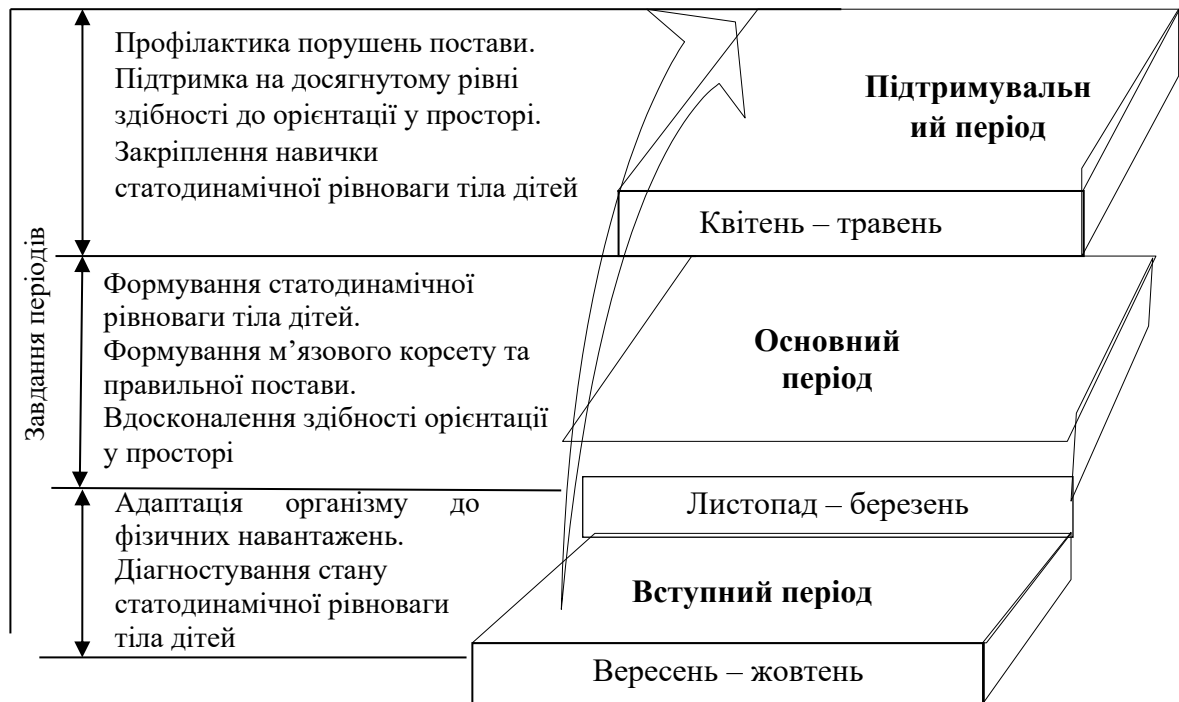 Завдання періодів
Профілактика порушень постави.
Підтримка на досягнутому рівні
здібності до орієнтації у просторі.
Закріплення навички
статодинамічної рівноваги тіла дітей
Підтримувальн
ий період
Квітень – травень
Формування статодинамічної
рівноваги тіла дітей.
Формування м’язового корсету та
правильної постави.
Вдосконалення здібності орієнтації
у просторі
Основний
період
Листопад – березень
Адаптація організму до
фізичних навантажень.
Діагностування стану
статодинамічної рівноваги
тіла дітей
Вступний період
Вересень – жовтень